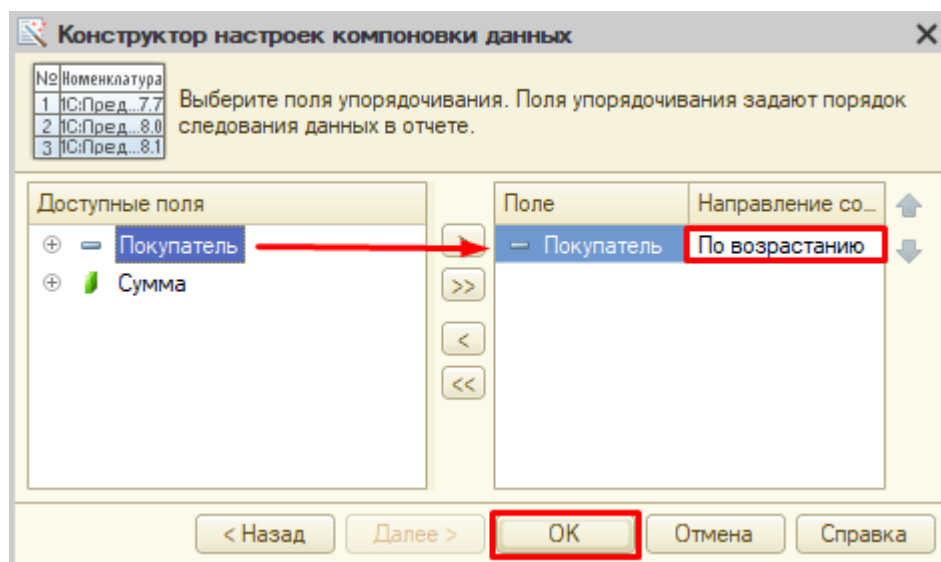 Конструктор настроек компоновки данных
№ Номенклатура
1 1С:Пред...7.7
2 1С:Пред...8.0
3 1С:Пред...8.1
Выберите поля упорядочивания. Поля упорядочивания задают порядок
следования данных в отчете.
Доступные поля
Покупатель
Сумма
>
>>
<
<<
Поле Направление со...
Покупатель По возрастанию
< Назад Далее > OK Отмена Справка